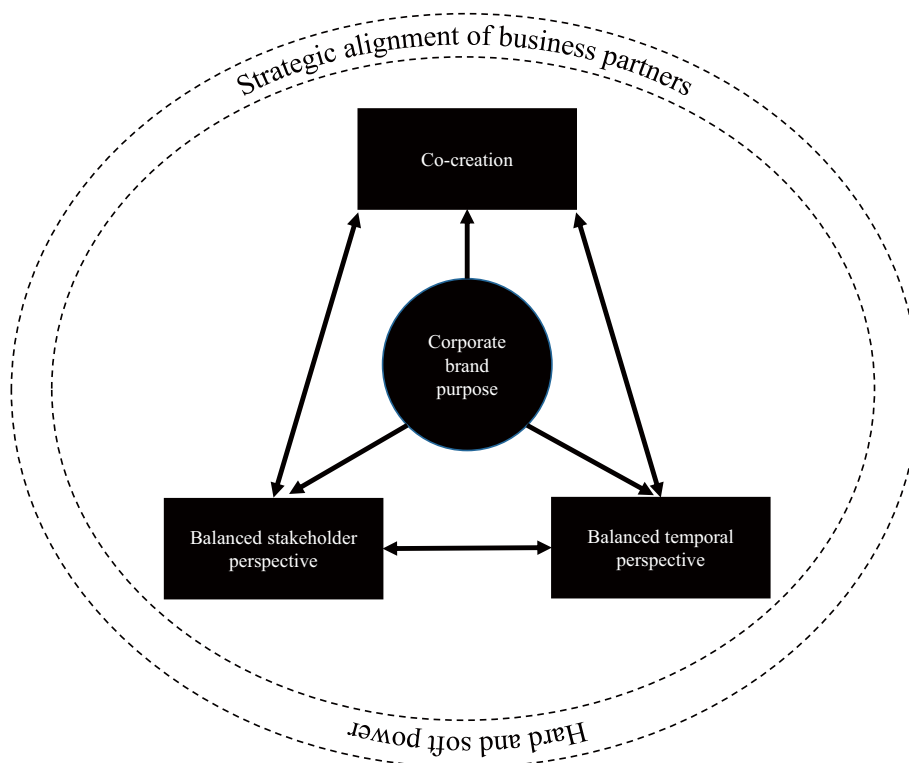 Strategic alignment of business partners
Co-creation
Corporate
brand
purpose
Balanced stakeholder
perspective
Balanced temporal
perspective
Hard and soft power